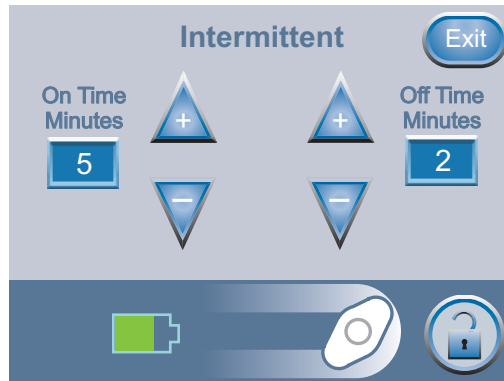 Intermittent
Exit
On Time
Minutes
5
+
+
−
−
Off Time
Minutes
2